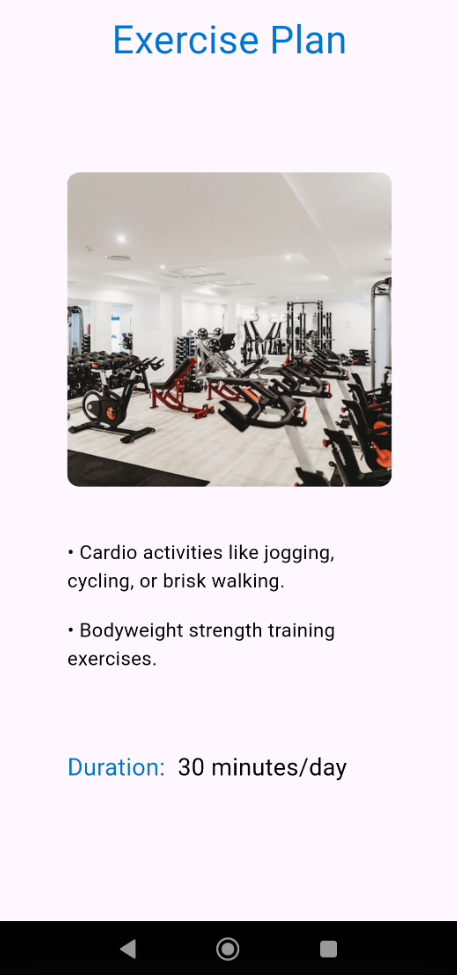 Exercise Plan
• Cardio activities like jogging,
cycling, or brisk walking.
• Bodyweight strength training
exercises.
Duration: 30 minutes/day